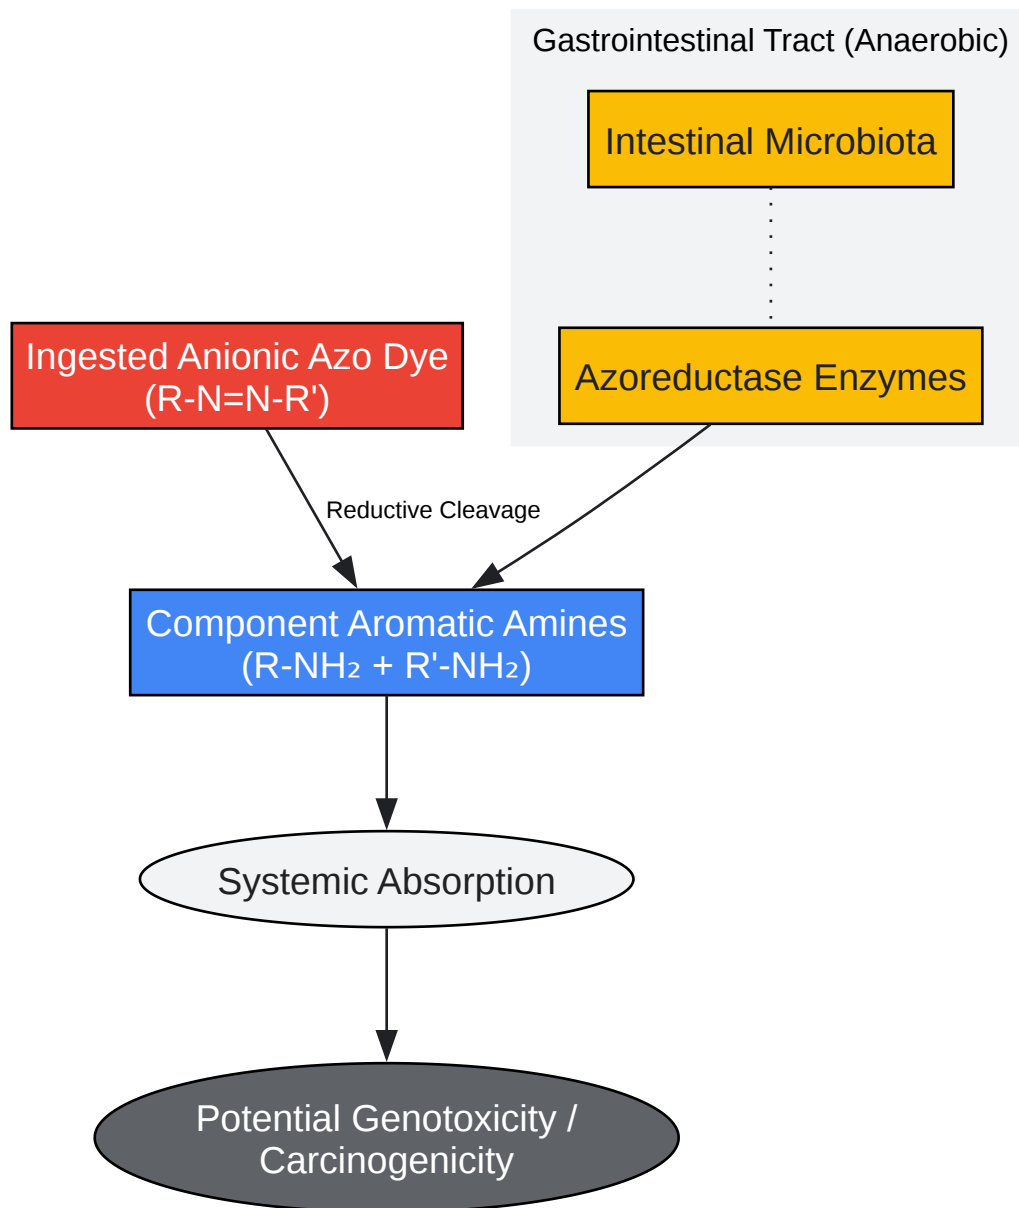 Gastrointestinal Tract (Anaerobic)
Intestinal Microbiota
Ingested Anionic Azo Dye
(R-N=N-R')
Azoreductase Enzymes
Reductive Cleavage
Component Aromatic Amines
(R-NH₂ + R'-NH₂)
Systemic Absorption
Potential Genotoxicity /
Carcinogenicity